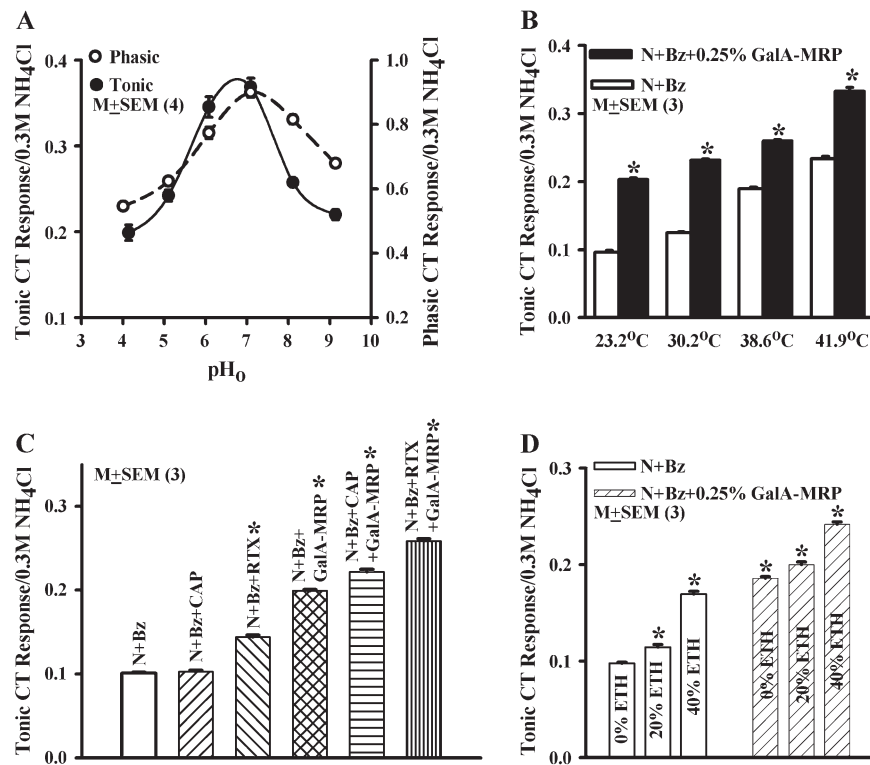 A
Tonic CT Response/0.3M NH4Cl
0.4
0.3
0.2
0.1
Phasic
Tonic
M±SEM (4)
1.0
0.8
0.6
0.4
0.2
Phasic CT Response/0.3M NH4Cl
3 4 5 6 7 8 9 10
pHo
B
Tonic CT Response/0.3M NH4Cl
0.4
0.3
0.2
0.1
0.0
N+Bz+0.25% GalA-MRP
N+Bz
M±SEM (3)
* * * *
23.2°C 30.2°C 38.6°C 41.9°C
C
Tonic CT Response/0.3M NH4Cl
0.3
0.2
0.1
0.0
M±SEM (3)
N+Bz
N+Bz+CAP
N+Bz+RTX*
N+Bz+
GalA-MRP*
N+Bz+CAP
+GalA-MRP*
N+Bz+RTX
+GalA-MRP*
D
Tonic CT Response/0.3M NH4Cl
0.3
0.2
0.1
0.0
N+Bz
N+Bz+0.25% GalA-MRP
M±SEM (3)
* * * * *
0% ETH
20% ETH
40% ETH
0% ETH
20% ETH
40% ETH